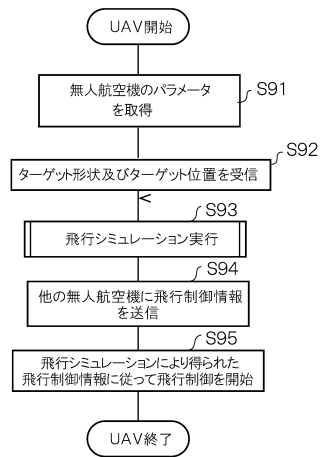 UAV開始
無人航空機のパラメータ
を取得
S91
S92
ターゲット形状及びターゲット位置を受信
S93
飛行シミュレーション実行
S94
他の無人航空機に飛行制御情報
を送信
S95
飛行シミュレーションにより得られた
飛行制御情報に従って飛行制御を開始
UAV終了